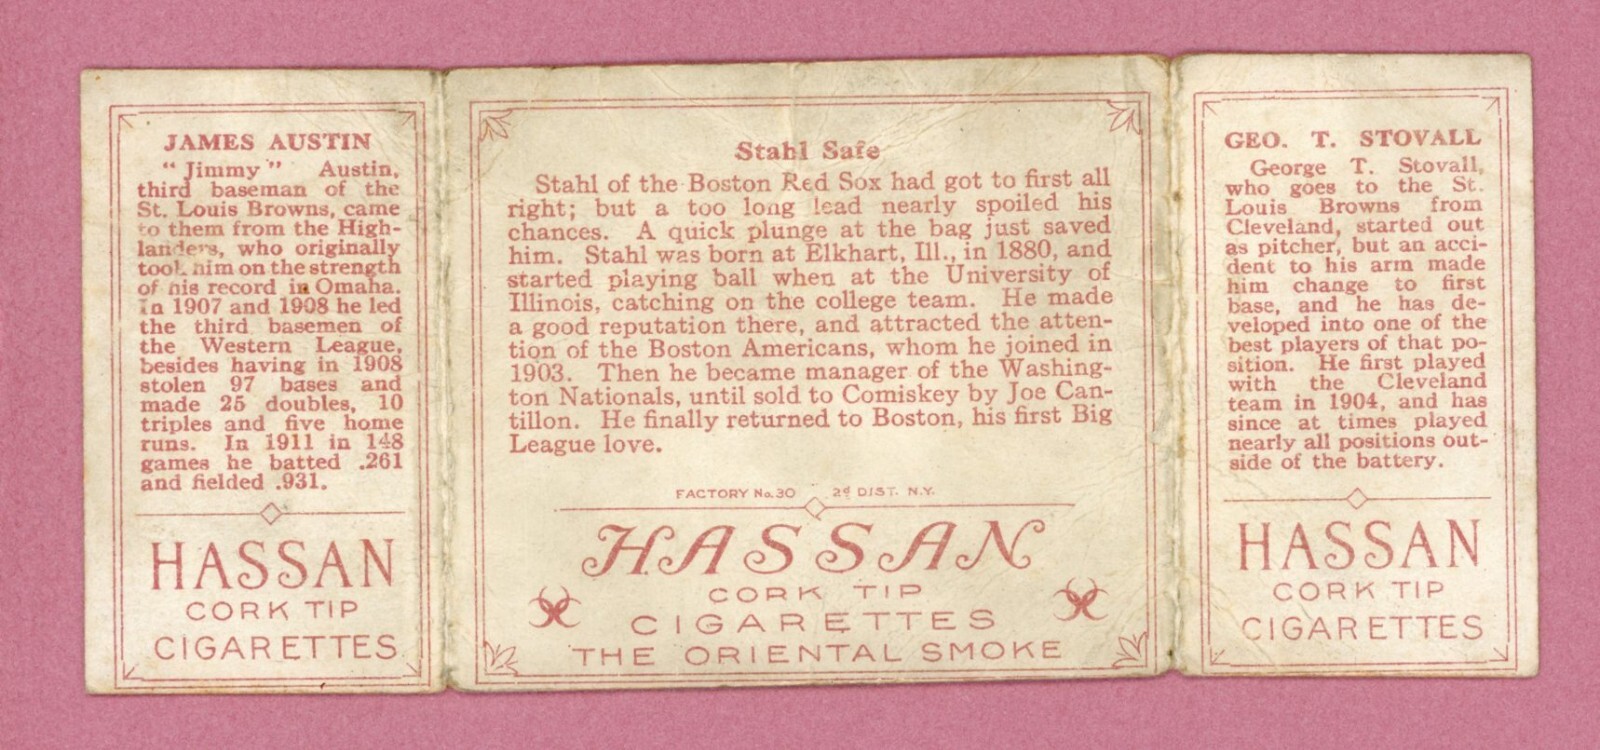 JAMES AUSTIN
"Jimmy" Austin,
third baseman of the
St. Louis Browns, came
to them from the High-
landers, who originally
took him on the strength
of his record in Omaha.
In 1907 and 1908 he led
the third basemen of
the Western League,
besides having in 1908
stolen 97 bases and
made 25 doubles, 10
triples and five home
runs. In 1911 in 148
games he batted .261
and fielded .931.
HASSAN
CORK TIP
CIGARETTES
Stahl Safe
Stahl of the Boston Red Sox had got to first all
right; but a too long lead nearly spoiled his
chances. A quick plunge at the bag just saved
him. Stahl was born at Elkhart, Ill., in 1880, and
started playing ball when at the University of
Illinois, catching on the college team. He made
a good reputation there, and attracted the atten-
tion of the Boston Americans, whom he joined in
1903. Then he became manager of the Washing-
ton Nationals, until sold to Comiskey by Joe Can-
tillon. He finally returned to Boston, his first Big
League love.
FACTORY No. 30 2d DIST. N.Y.
HASSAN
CORK TIP
CIGARETTES
THE ORIENTAL SMOKE
GEO. T. STOVALL
George T. Stovall,
who goes to the St.
Louis Browns from
Cleveland, started out
as pitcher, but an acci-
dent to his arm made
him change to first
base, and he has de-
veloped into one of the
best players of that po-
sition. He first played
with the Cleveland
team in 1904, and has
since at times played
nearly all positions out-
side of the battery.
HASSAN
CORK TIP
CIGARETTES